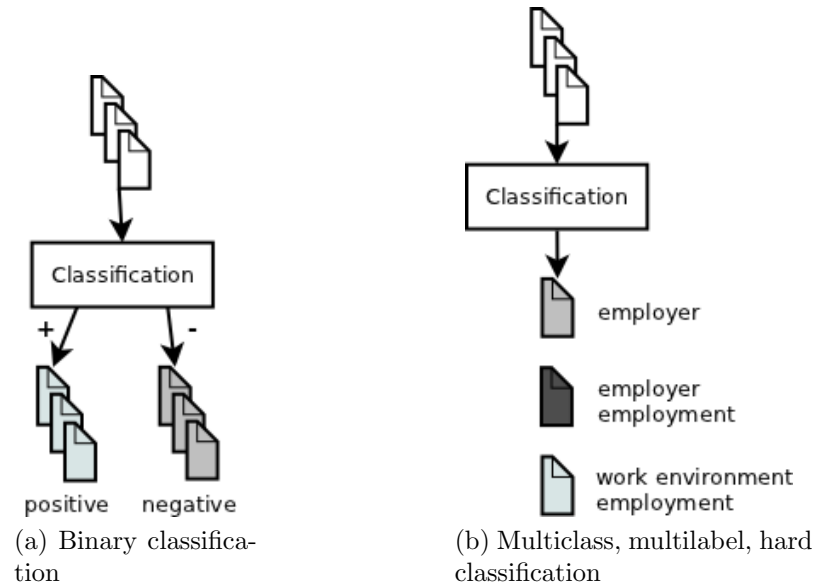 Classification
+
-
positive
negative
(a) Binary classifica-
tion
Classification
employer
employer
employment
work environment
employment
(b) Multiclass, multilabel, hard
classification